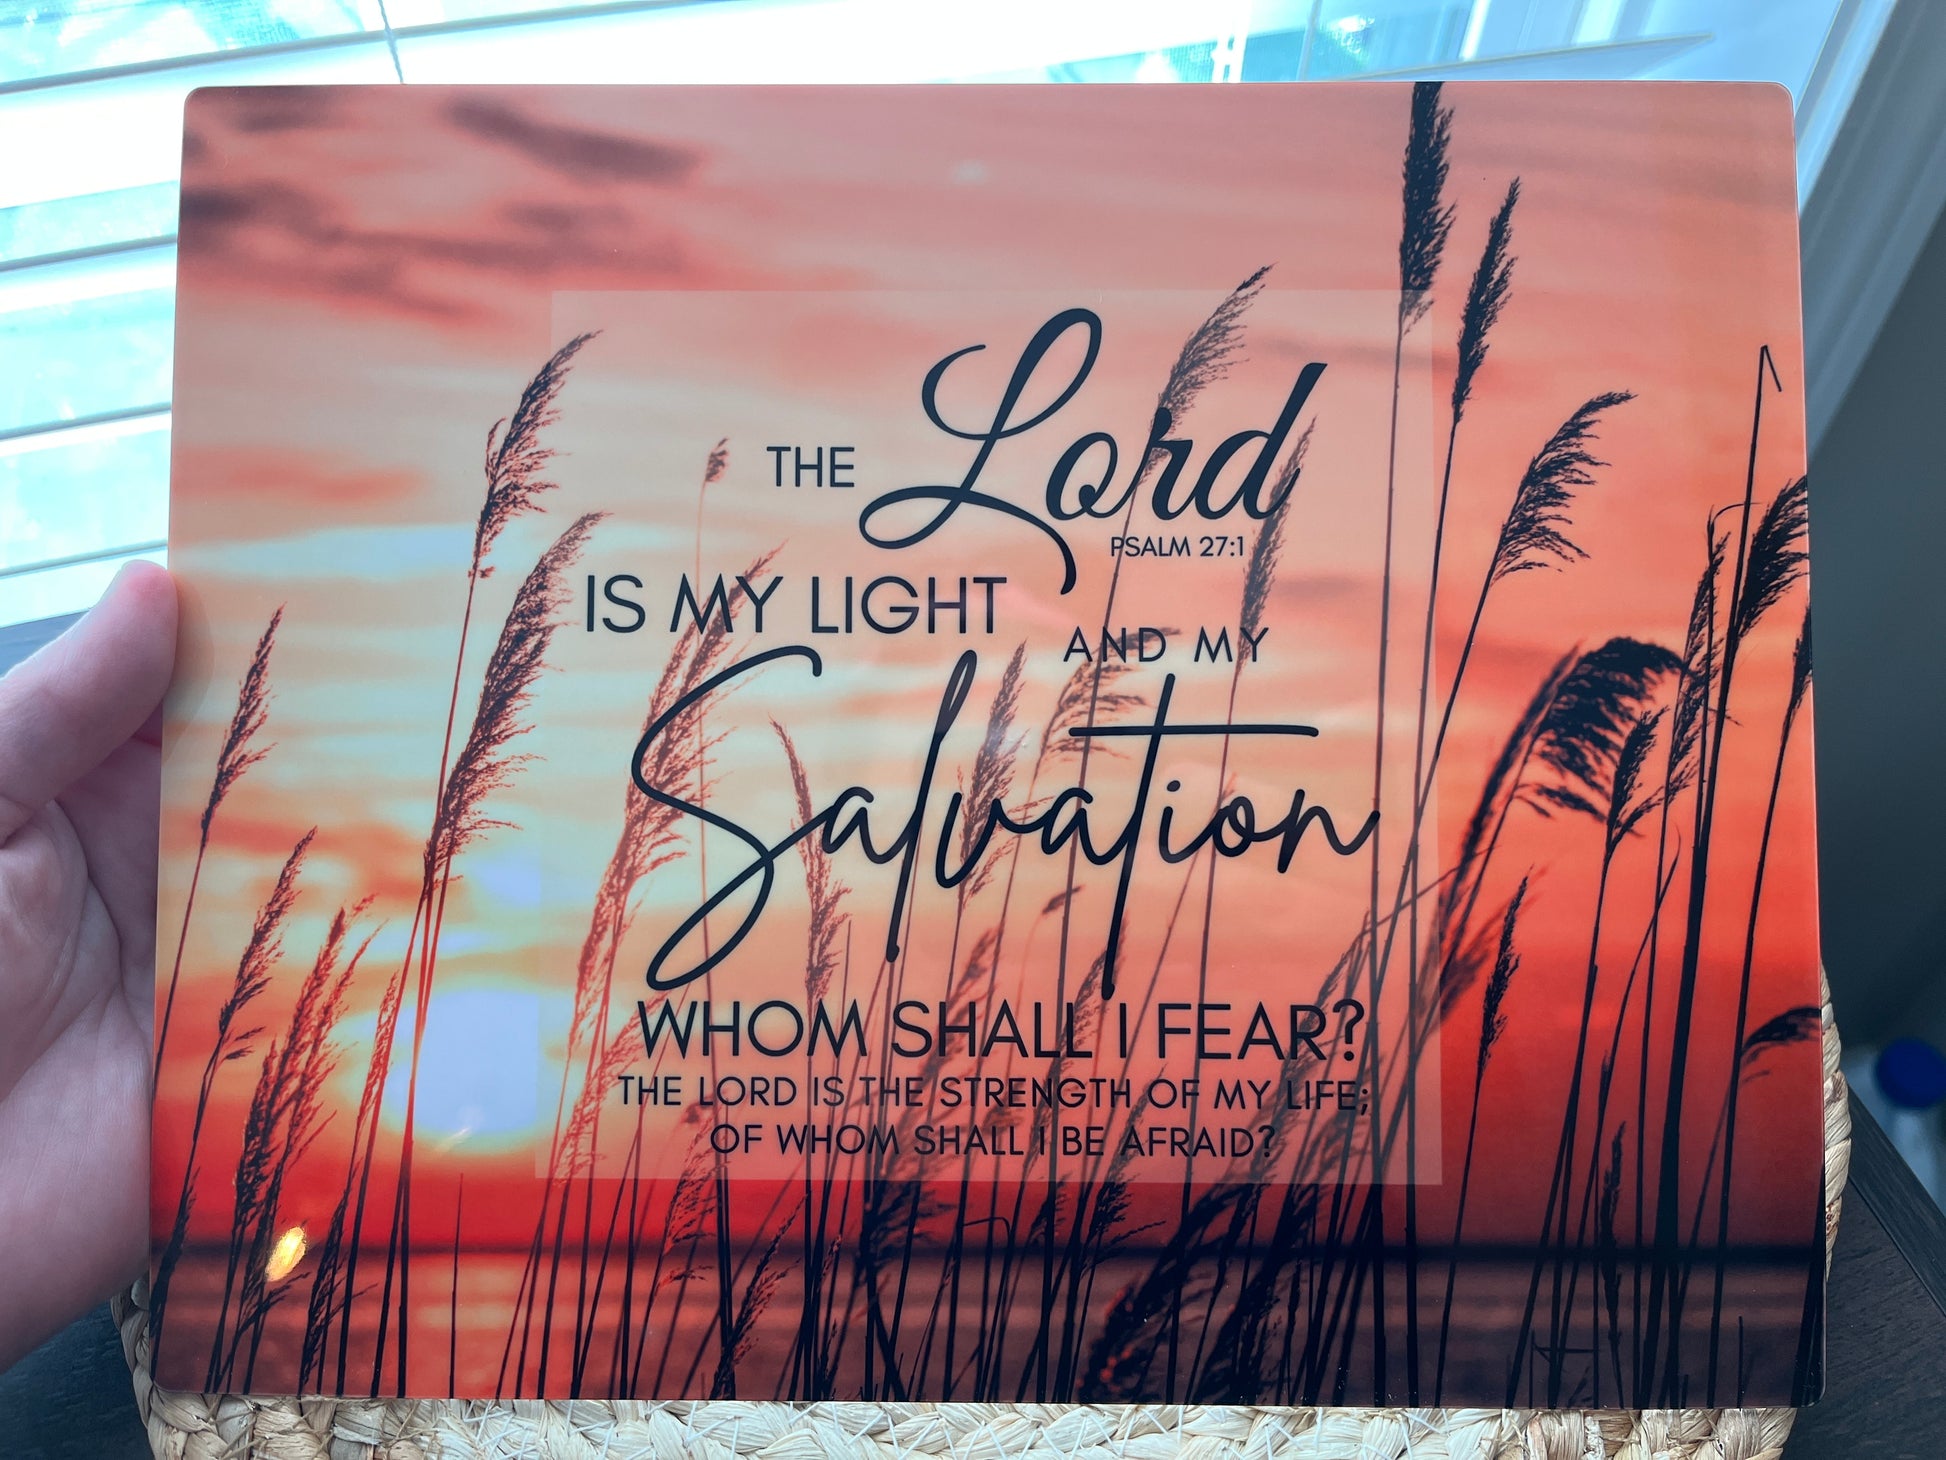 THE Lord
PSALM 27:1
IS MY LIGHT
AND MY
Salvation
WHOM SHALL I FEAR?
THE LORD IS THE STRENGTH OF MY LIFE;
OF WHOM SHALL I BE AFRAID?